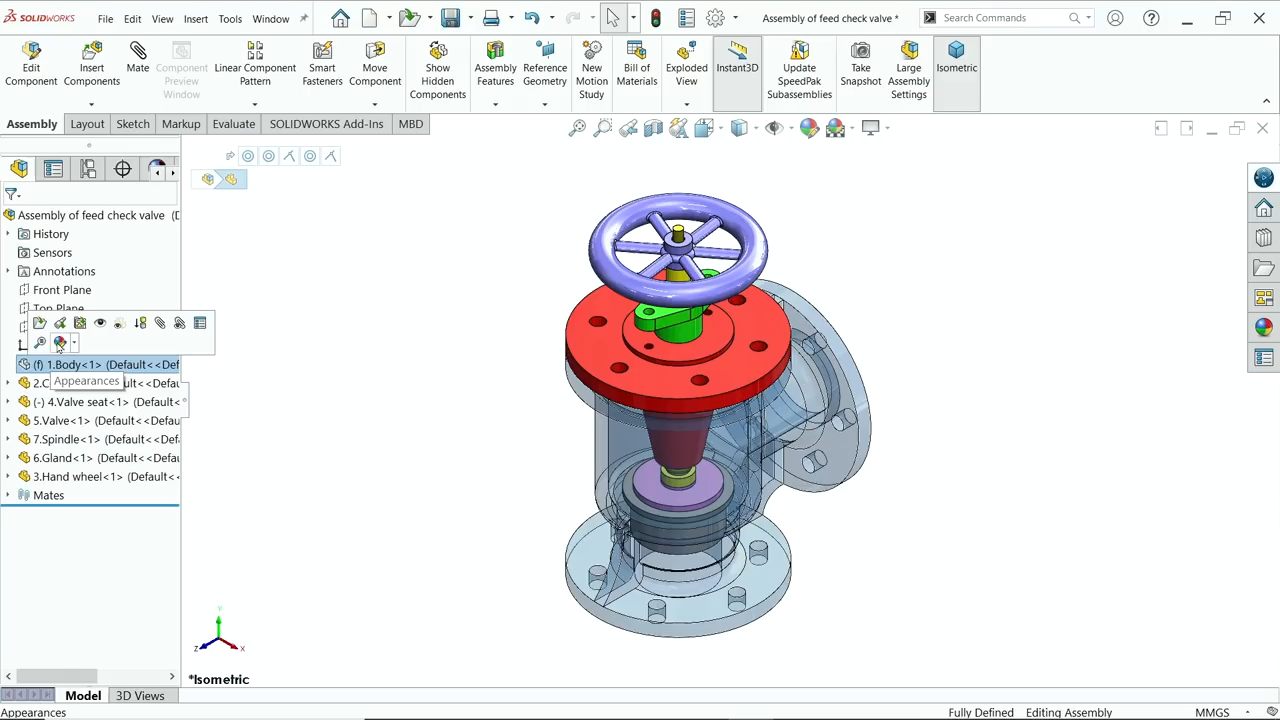 SOLIDWORKS File Edit View Insert Tools Window Assembly of feed check valve * Search Commands
Edit Component
Insert Components
Mate
Component Preview Window
Linear Component Pattern
Smart Fasteners
Move Component
Show Hidden Components
Assembly Features
Reference Geometry
New Motion Study
Bill of Materials
Exploded View
Instant3D
Update SpeedPak Subassemblies
Take Snapshot
Large Assembly Settings
Isometric
Assembly Layout Sketch Markup Evaluate SOLIDWORKS Add-Ins MBD
Assembly of feed check valve (D
History
Sensors
Annotations
Front Plane
Top Plane
(f) 1.Body<1> (Default<<Def
Appearances
2.C lt<<Defau
(-) 4.Valve seat<1> (Default<
5.Valve<1> (Default<<Defau
7.Spindle<1> (Default<<Def
6.Gland<1> (Default<<Defau
3.Hand wheel<1> (Default<<
Mates
Y
Z X
*Isometric
Model 3D Views
Appearances Fully Defined Editing Assembly MMGS